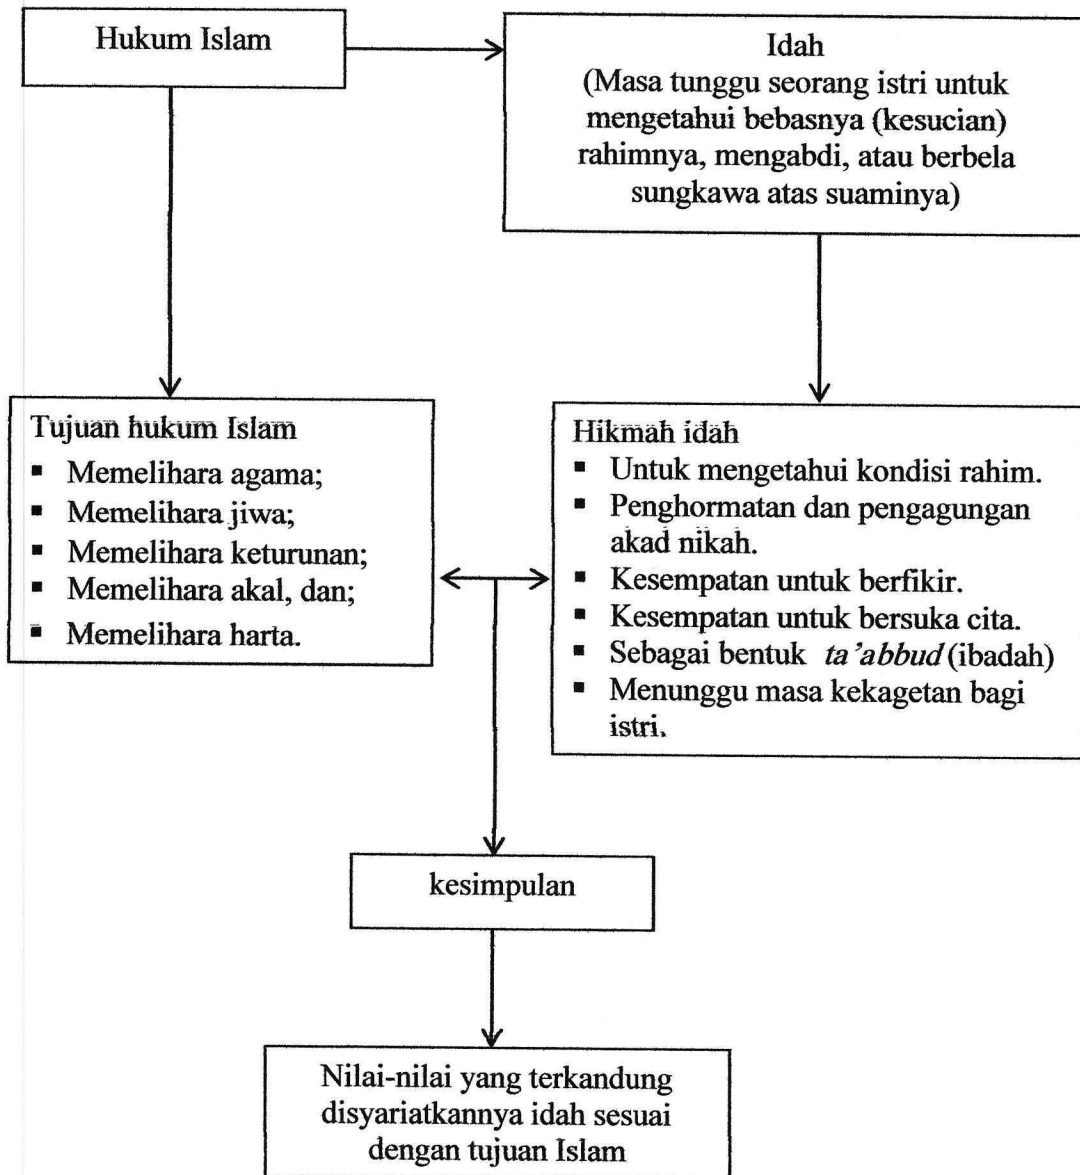 Hukum Islam
Idah
(Masa tunggu seorang istri untuk
mengetahui bebasnya (kesucian)
rahimnya, mengabdi, atau berbela
sungkawa atas suaminya)
Tujuan hukum Islam
▪ Memelihara agama;
▪ Memelihara jiwa;
▪ Memelihara keturunan;
▪ Memelihara akal, dan;
▪ Memelihara harta.
Hikmah idah
▪ Untuk mengetahui kondisi rahim.
▪ Penghormatan dan pengagungan
akad nikah.
▪ Kesempatan untuk berfikir.
▪ Kesempatan untuk bersuka cita.
▪ Sebagai bentuk ta’abbud (ibadah)
▪ Menunggu masa kekagetan bagi
istri.
kesimpulan
Nilai-nilai yang terkandung
disyariatkannya idah sesuai
dengan tujuan Islam